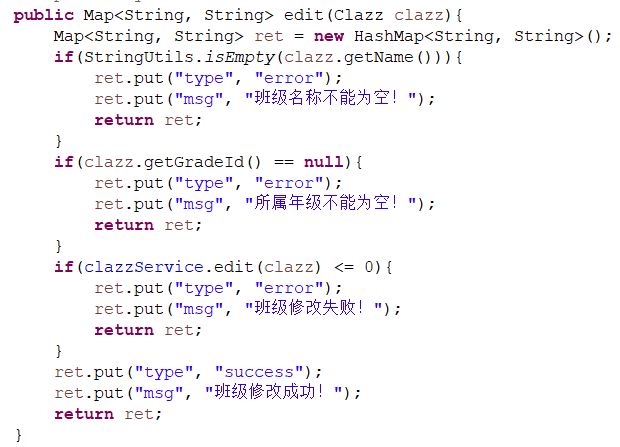 public Map<String, String> edit(Clazz clazz){
Map<String, String> ret = new HashMap<String, String>();
if(StringUtils.isEmpty(clazz.getName())){
ret.put("type", "error");
ret.put("msg", "班级名称不能为空！");
return ret;
}
if(clazz.getGradeId() == null){
ret.put("type", "error");
ret.put("msg", "所属年级不能为空！");
return ret;
}
if(clazzService.edit(clazz) <= 0){
ret.put("type", "error");
ret.put("msg", "班级修改失败！");
return ret;
}
ret.put("type", "success");
ret.put("msg", "班级修改成功！");
return ret;
}